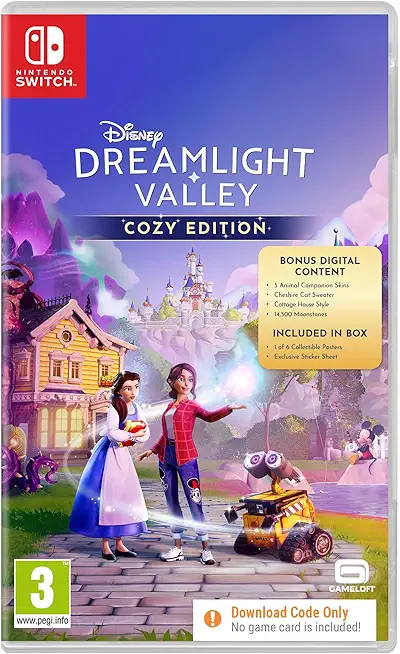 NINTENDO
SWITCH™
Disney
DREAMLIGHT
VALLEY
COZY EDITION
BONUS DIGITAL
CONTENT
• 3 Animal Companion Skins
• Cheshire Cat Sweater
• Cottage House Style
• 14,500 Moonstones
INCLUDED IN BOX
• 1 of 6 Collectible Posters
• Exclusive Sticker Sheet
3
www.pegi.info
GAMELOFT
! Download Code Only
No game card is included!